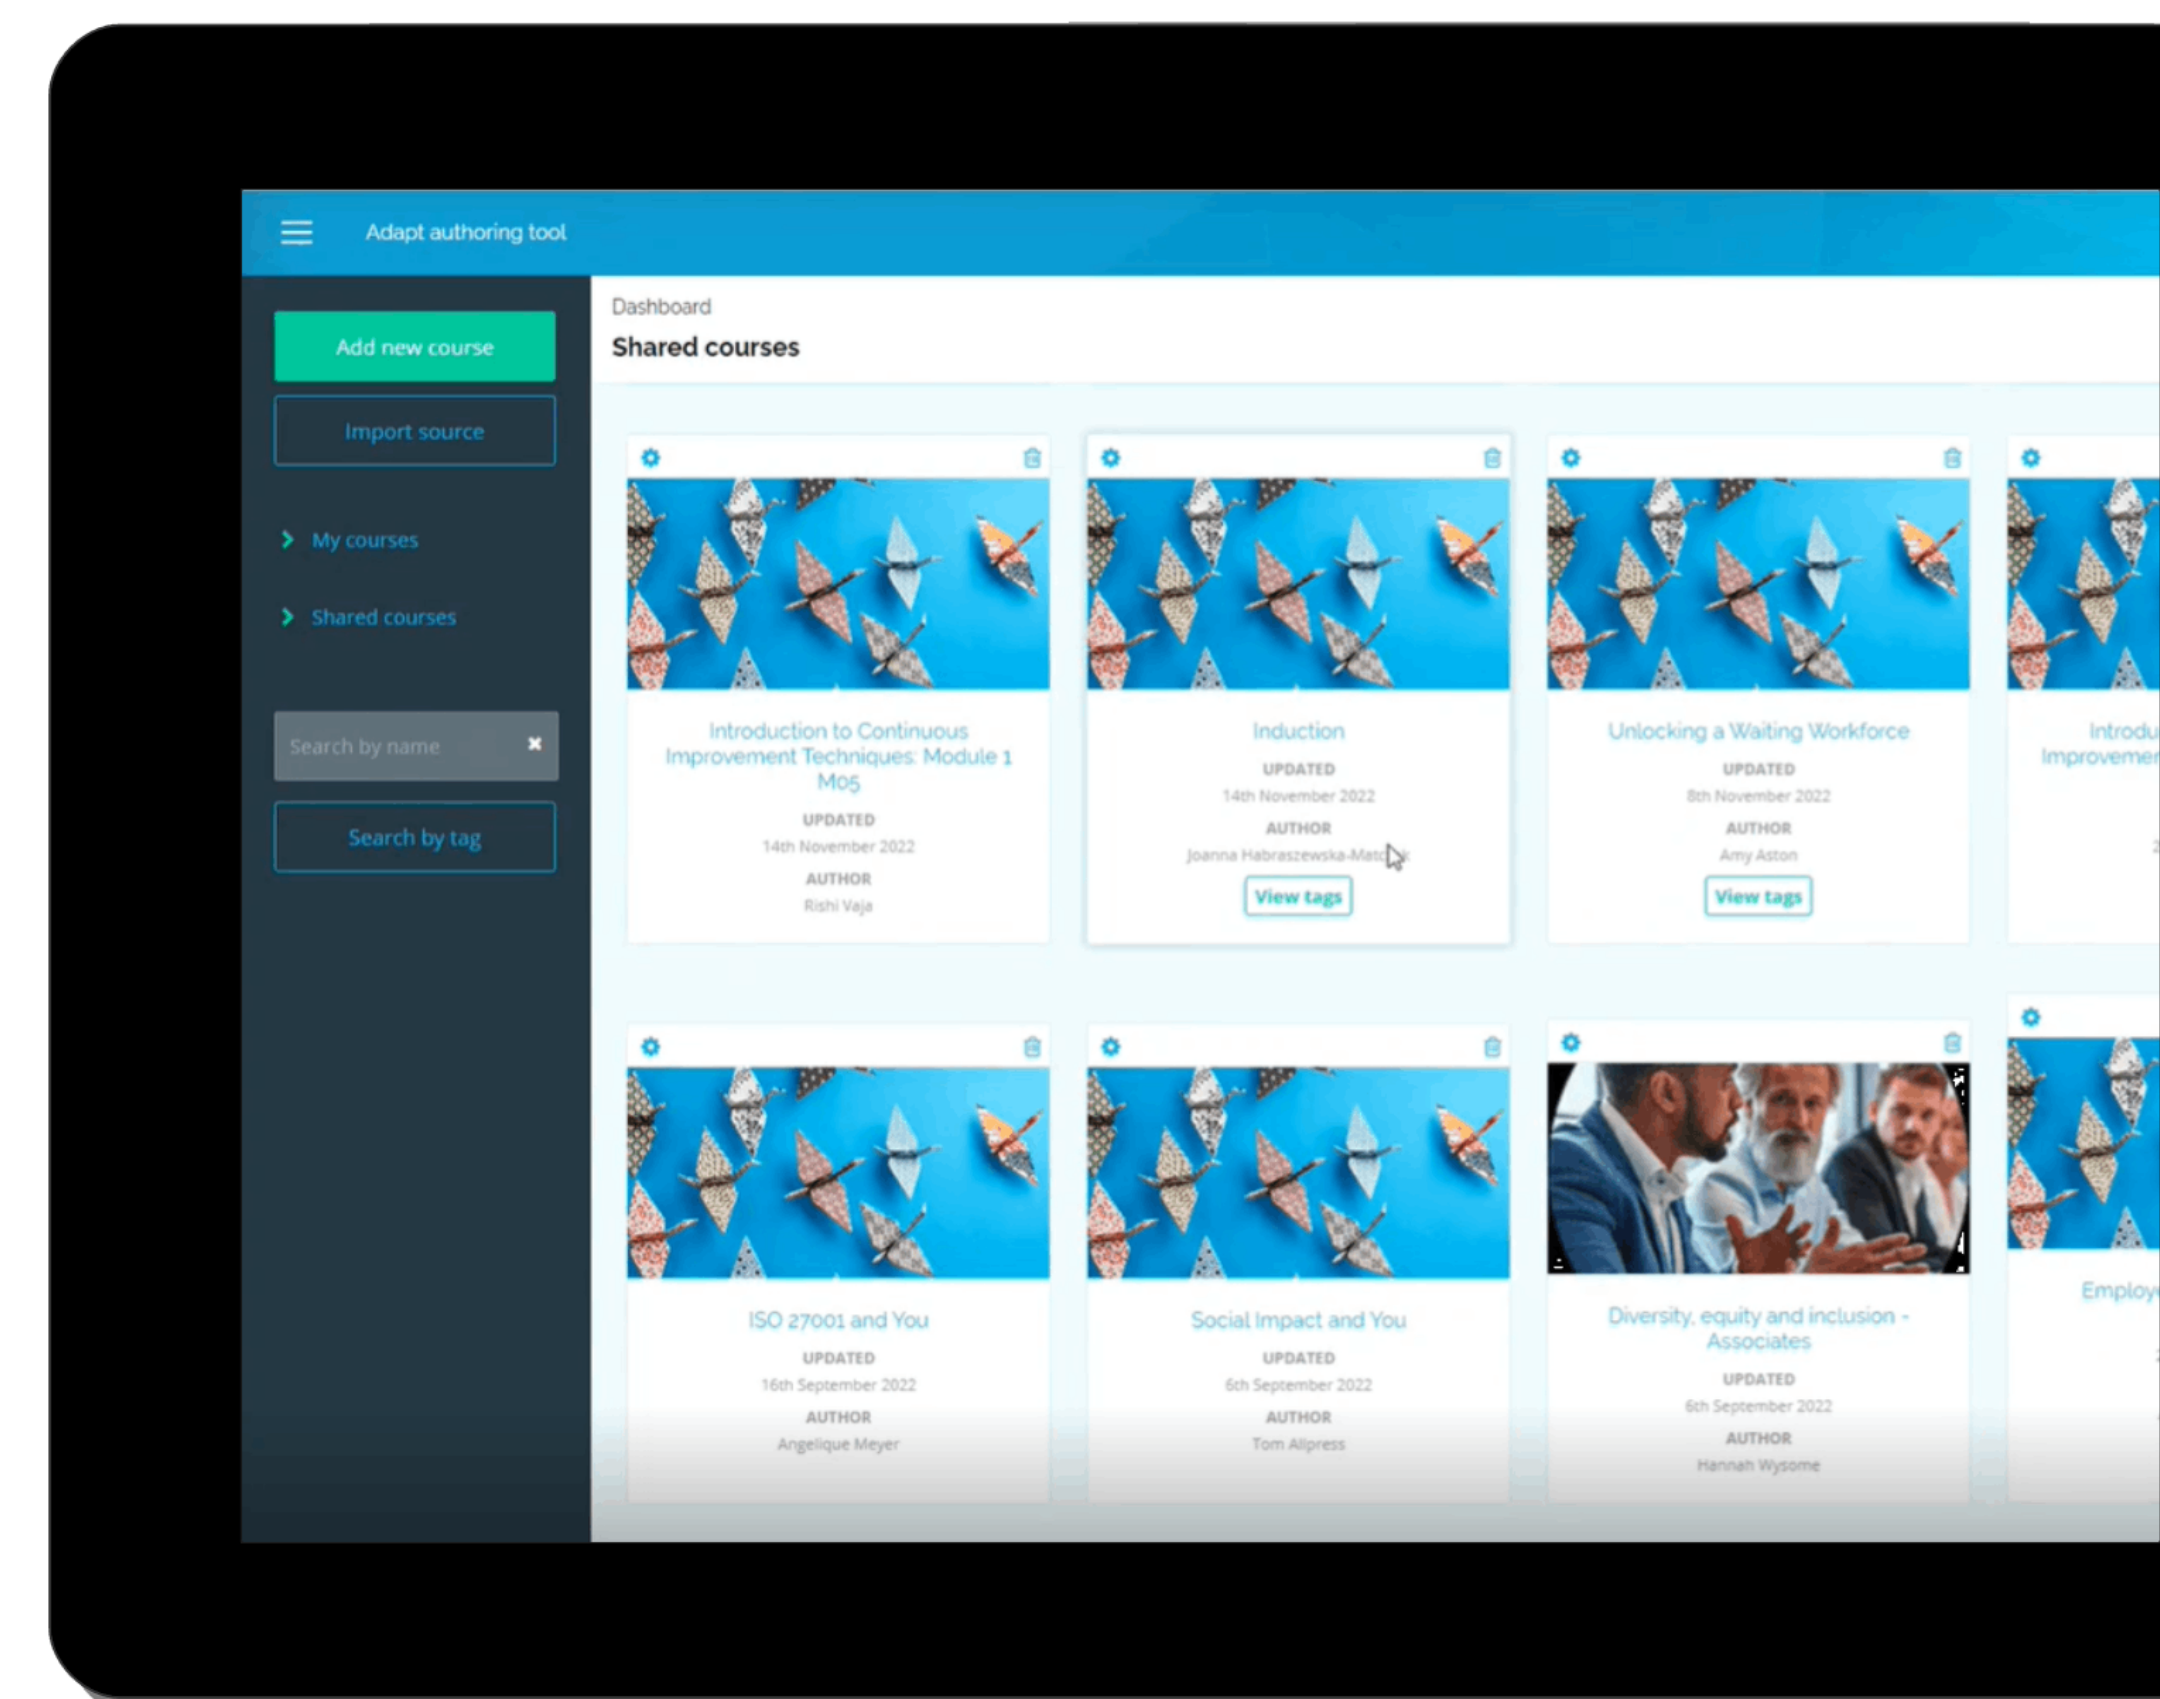 Adapt authoring tool
Add new course
Import source
My courses
Shared courses
Search by name
Search by tag
Dashboard
Shared courses
Introduction to Continuous
Improvement Techniques: Module 1
M05
UPDATED
14th November 2022
AUTHOR
Rishi Vaja
Induction
UPDATED
14th November 2022
AUTHOR
Joanna
View tags
Unlocking a Waiting Workforce
UPDATED
8th November 2022
AUTHOR
Amy Aston
View tags
Introdu
Improvemen
ISO 27001 and You
UPDATED
16th September 2022
AUTHOR
Angelique Meyer
Social Impact and You
UPDATED
6th September 2022
AUTHOR
Tom Allpress
Diversity, equity and inclusion -
Associates
UPDATED
6th September 2022
AUTHOR
Hannah Wysome
Employe